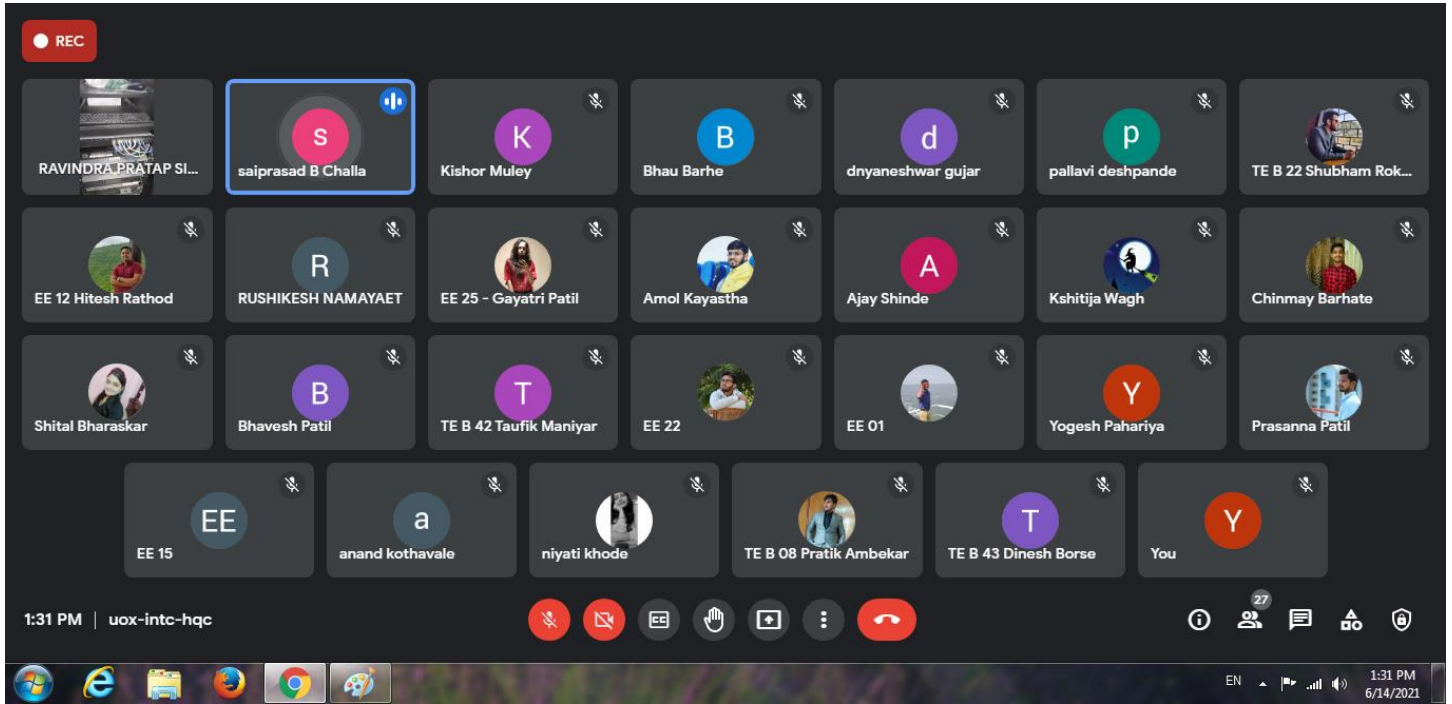 REC
RAVINDRA PRATAP SI...
s
saiprasad B Challa
K
Kishor Muley
B
Bhau Barhe
d
dnyaneshwar gujar
p
pallavi deshpande
TE B 22 Shubham Rok...
EE 12 Hitesh Rathod
R
RUSHIKESH NAMAYAET
EE 25 - Gayatri Patil
Amol Kayastha
A
Ajay Shinde
Kshitija Wagh
Chinmay Barhate
Shital Bharaskar
B
Bhavesh Patil
T
TE B 42 Taufik Maniyar
EE 22
EE 01
Y
Yogesh Pahariya
Prasanna Patil
EE
EE 15
a
anand kothavale
niyati khode
TE B 08 Pratik Ambekar
T
TE B 43 Dinesh Borse
Y
You
1:31 PM | uox-intc-hqc
CC
27
EN
1:31 PM
6/14/2021